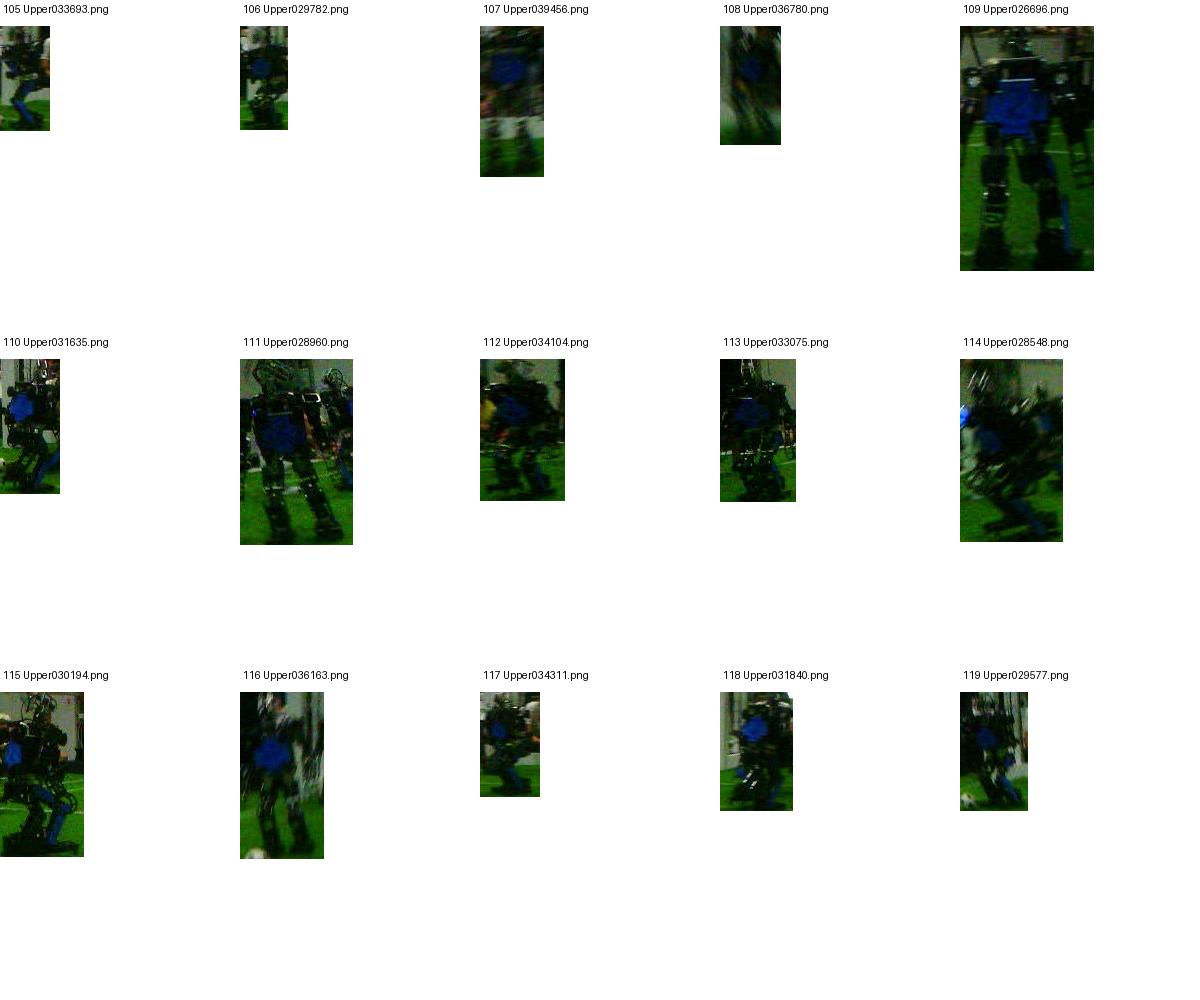 105 Upper033693.png
106 Upper029782.png
107 Upper039456.png
108 Upper036780.png
109 Upper026696.png
110 Upper031635.png
111 Upper028960.png
112 Upper034104.png
113 Upper033075.png
114 Upper028548.png
115 Upper030194.png
116 Upper036163.png
117 Upper034311.png
118 Upper031840.png
119 Upper029577.png